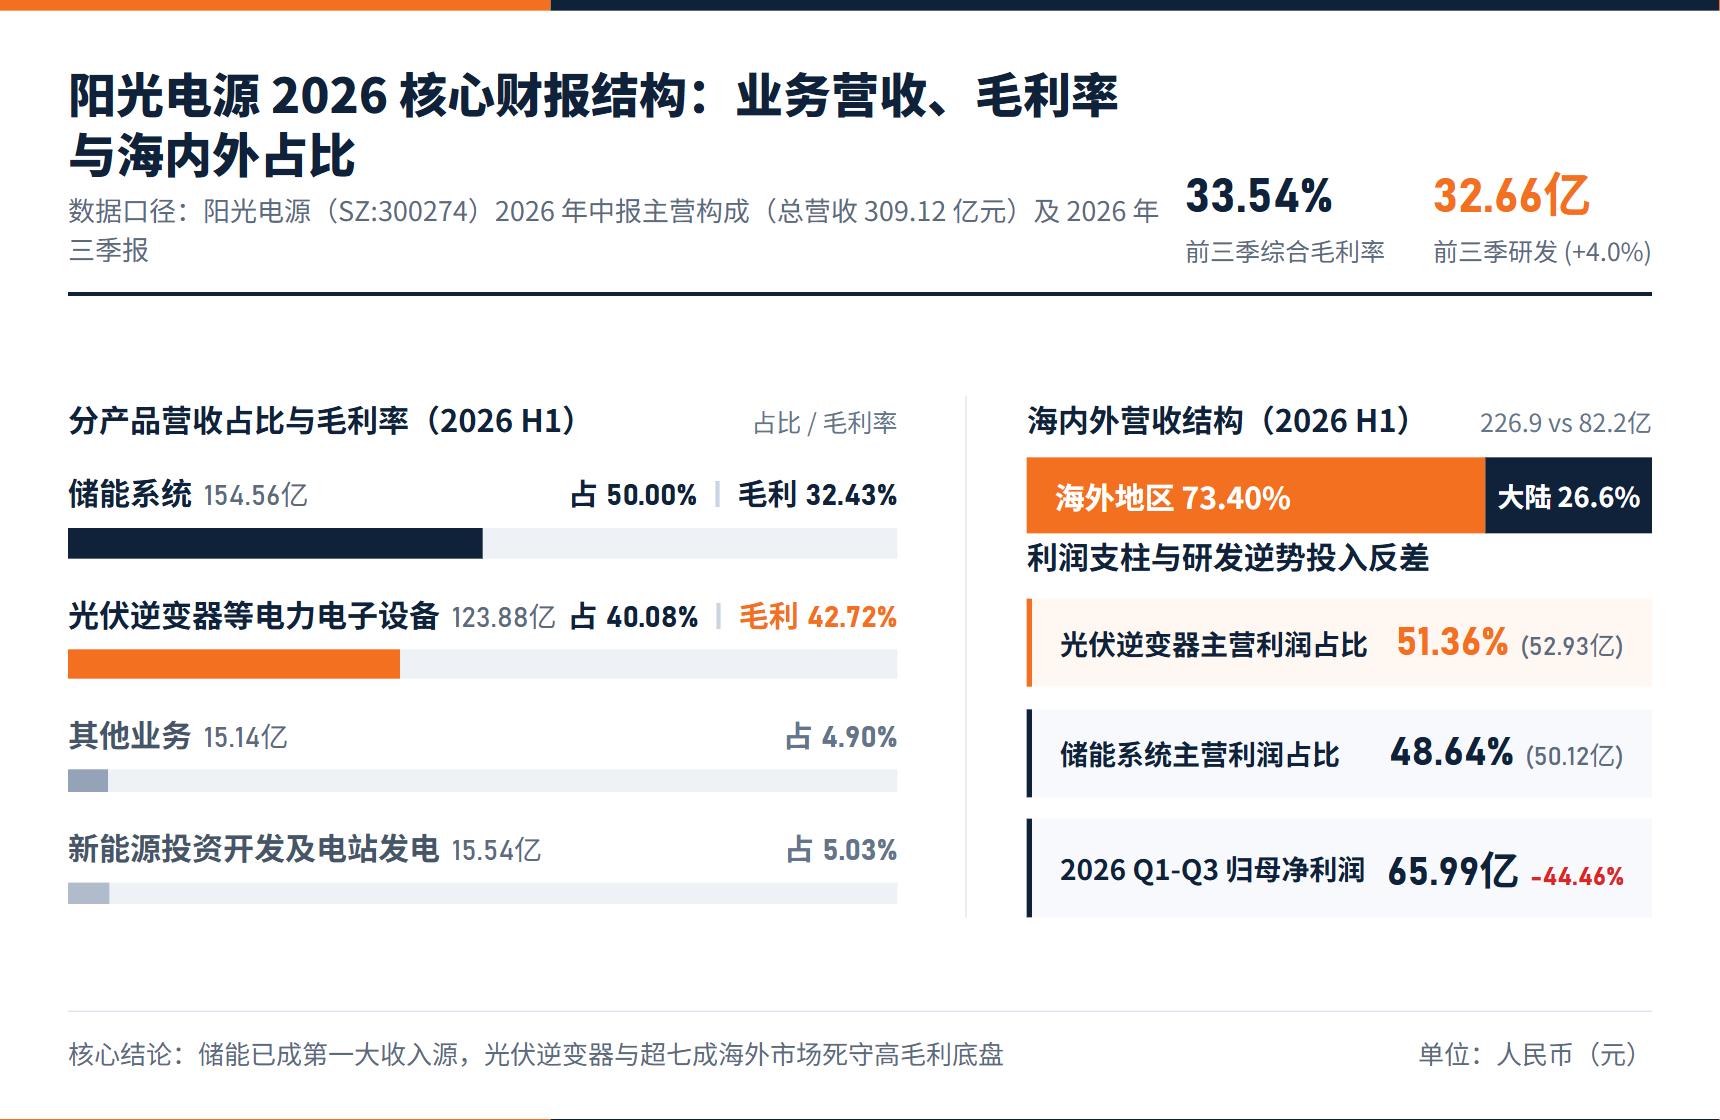 阳光电源 2026 核心财报结构：业务营收、毛利率
与海内外占比
数据口径：阳光电源（SZ:300274）2026 年中报主营构成（总营收 309.12 亿元）及 2026 年
三季报
33.54%
前三季综合毛利率
32.66亿
前三季研发 (+4.0%)
分产品营收占比与毛利率（2026 H1）
占比 / 毛利率
储能系统 154.56亿 占 50.00% | 毛利 32.43%
光伏逆变器等电力电子设备 123.88亿 占 40.08% | 毛利 42.72%
其他业务 15.14亿 占 4.90%
新能源投资开发及电站发电 15.54亿 占 5.03%
海内外营收结构（2026 H1）
226.9 vs 82.2亿
海外地区 73.40%
大陆 26.6%
利润支柱与研发逆势投入反差
光伏逆变器主营利润占比 51.36% (52.93亿)
储能系统主营利润占比 48.64% (50.12亿)
2026 Q1-Q3 归母净利润 65.99亿 -44.46%
核心结论：储能已成第一大收入源，光伏逆变器与超七成海外市场死守高毛利底盘
单位：人民币（元）